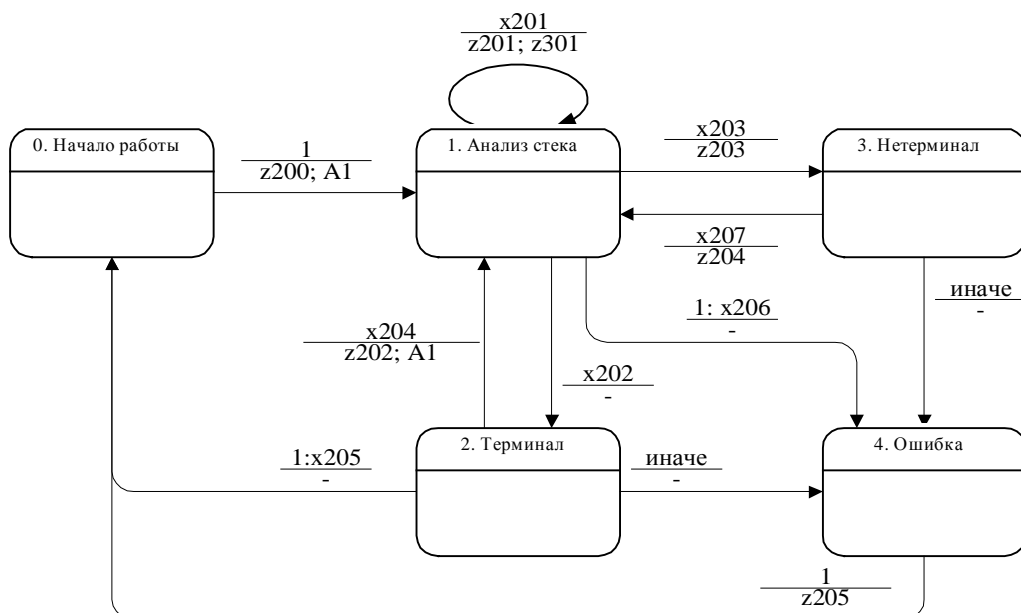 x201
z201; z301
0. Начало работы
1. Анализ стека
3. Нетерминал
1
z200; A1
x203
z203
x207
z204
иначе
-
1: x206
-
x204
z202; A1
x202
-
2. Терминал
4. Ошибка
1:x205
-
иначе
-
1
z205